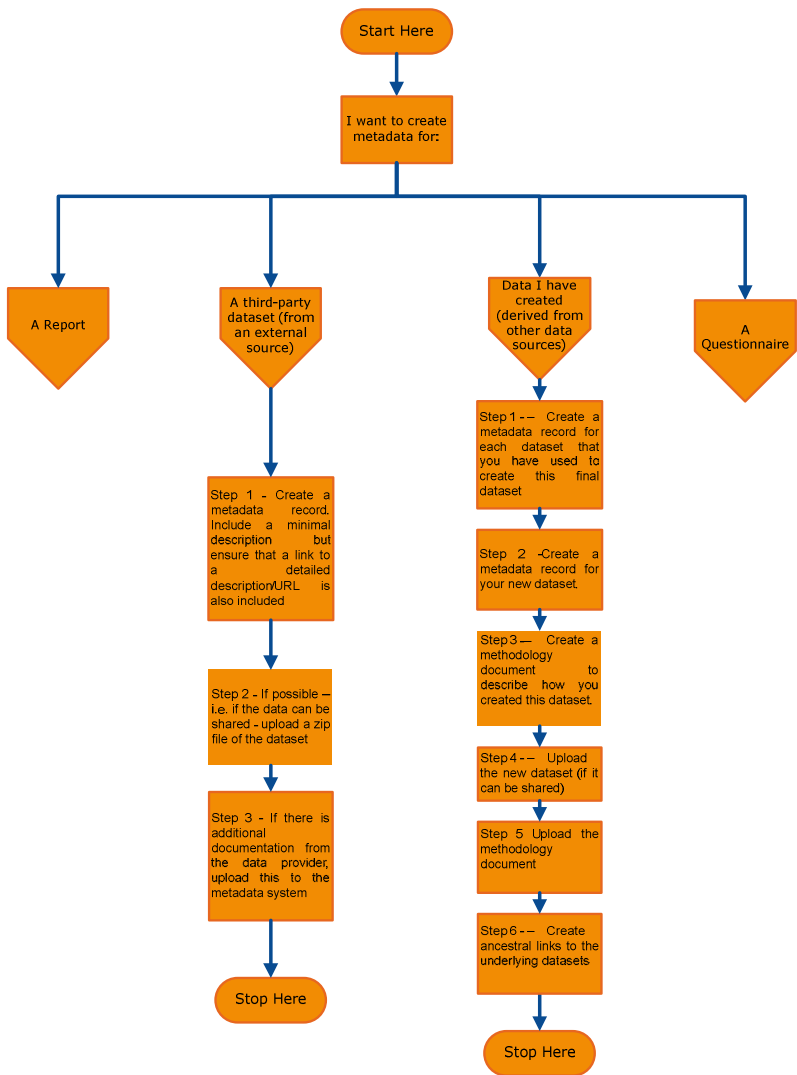 Start Here
I want to create
metadata for:
A Report
A third-party
dataset (from
an external
source)
Data I have
created
(derived from
other data
sources)
A
Questionnaire
Step 1 - Create a
metadata record.
Include a minimal
description but
ensure that a link to
a detailed
description/URL is
also included
Step 2 - If possible –
i.e. if the data can be
shared - upload a zip
file of the dataset
Step 3 - If there is
additional
documentation from
the data provider,
upload this to the
metadata system
Stop Here
Step 1 - – Create a
metadata record for
each dataset that
you have used to
create this final
dataset
Step 2 -Create a
metadata record for
your new dataset.
Step 3 – Create a
methodology
document to
describe how you
created this dataset.
Step 4 - – Upload
the new dataset (if it
can be shared)
Step 5 Upload the
methodology
document
Step 6 - – Create
ancestral links to the
underlying datasets
Stop Here